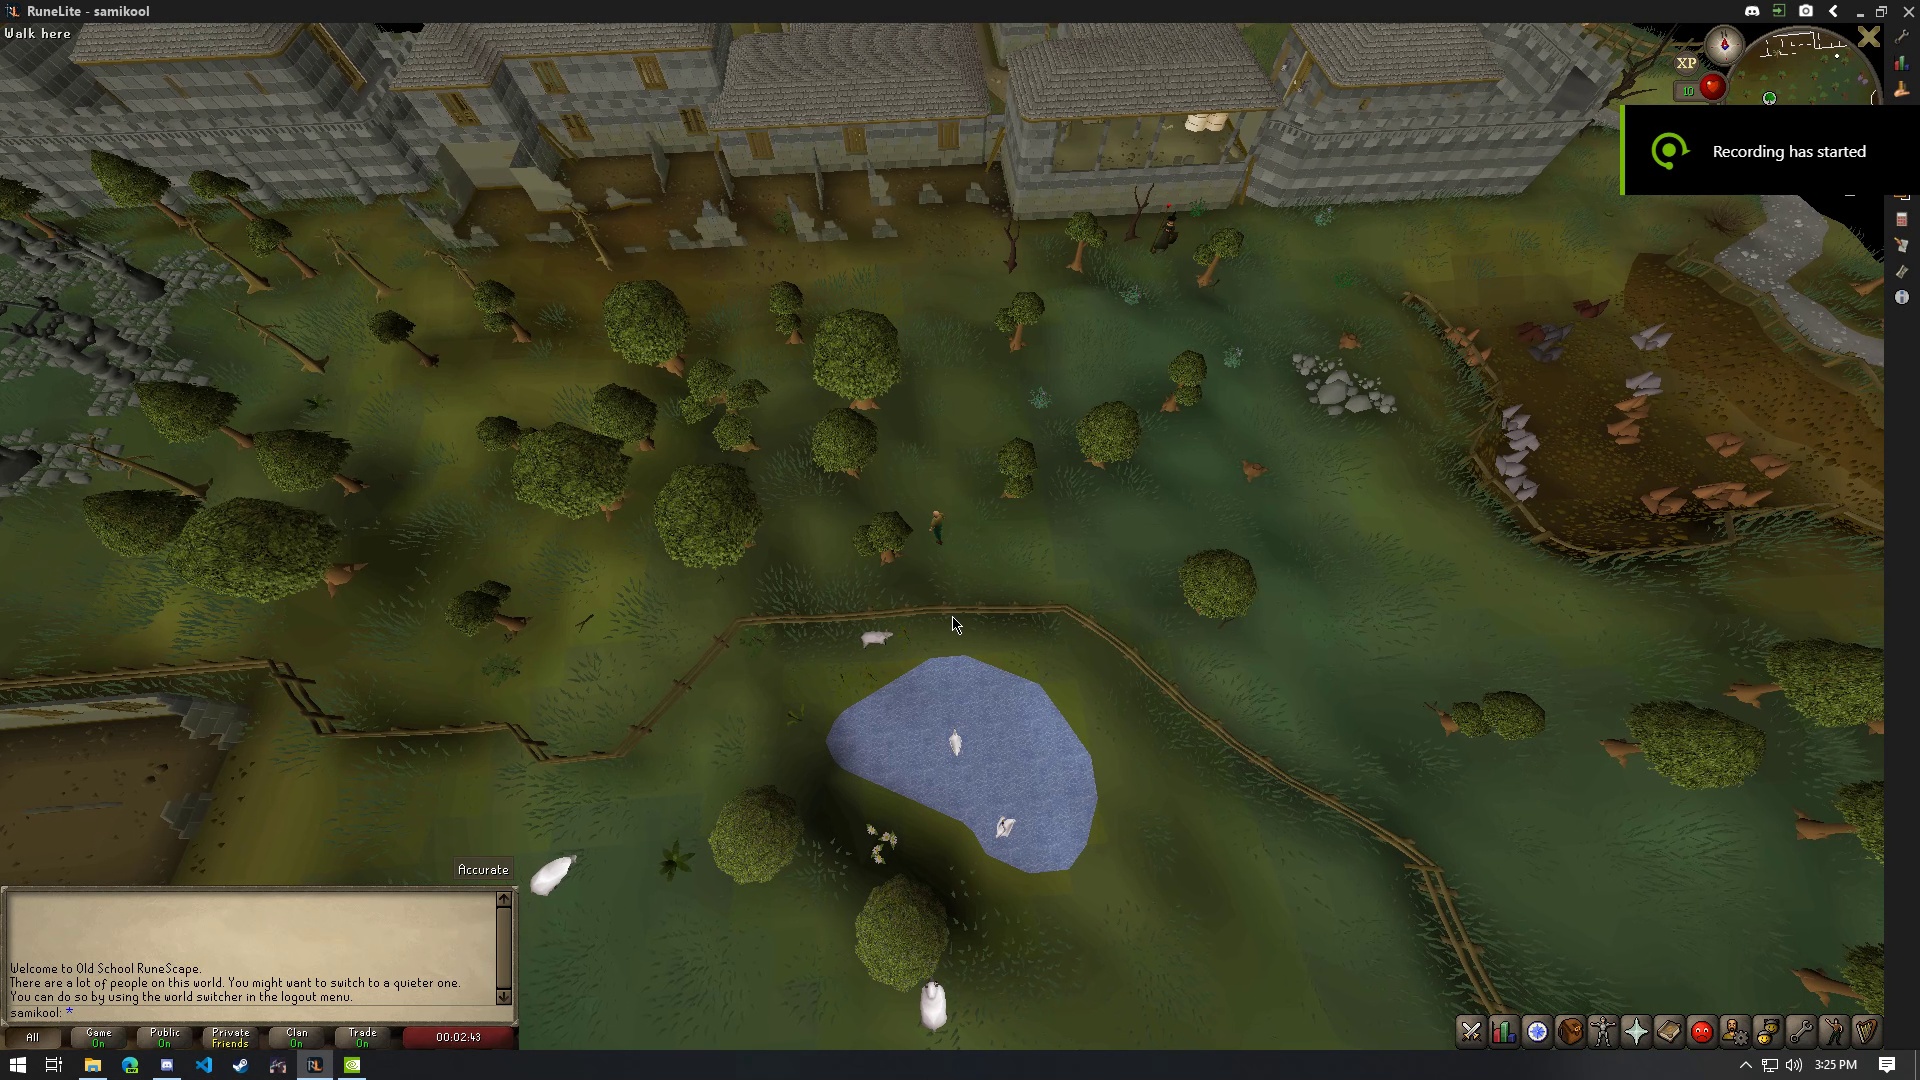 RuneLite - samikool
Walk here
XP
10
Recording has started
Accurate
Welcome to Old School RuneScape.
There are a lot of people on this world. You might want to switch to a quieter one.
You can do so by using the world switcher in the logout menu.
samikool: *
All
Game
On
Public
On
Private
Friends
Clan
On
Trade
On
00:02:43
3:25 PM